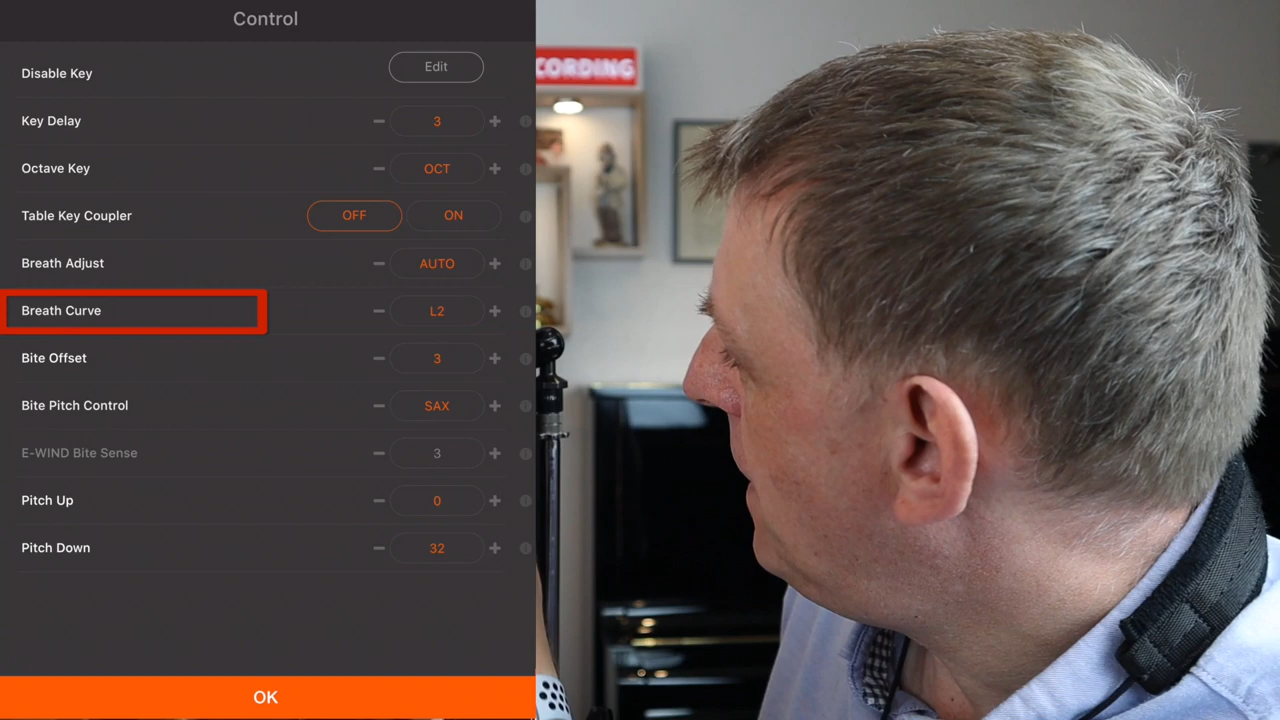 Control
Disable Key Edit
Key Delay − 3 +
Octave Key − OCT +
Table Key Coupler OFF ON
Breath Adjust − AUTO +
Breath Curve − L2 +
Bite Offset − 3 +
Bite Pitch Control − SAX +
E-WIND Bite Sense − 3 +
Pitch Up − 0 +
Pitch Down − 32 +
OK
CORDING